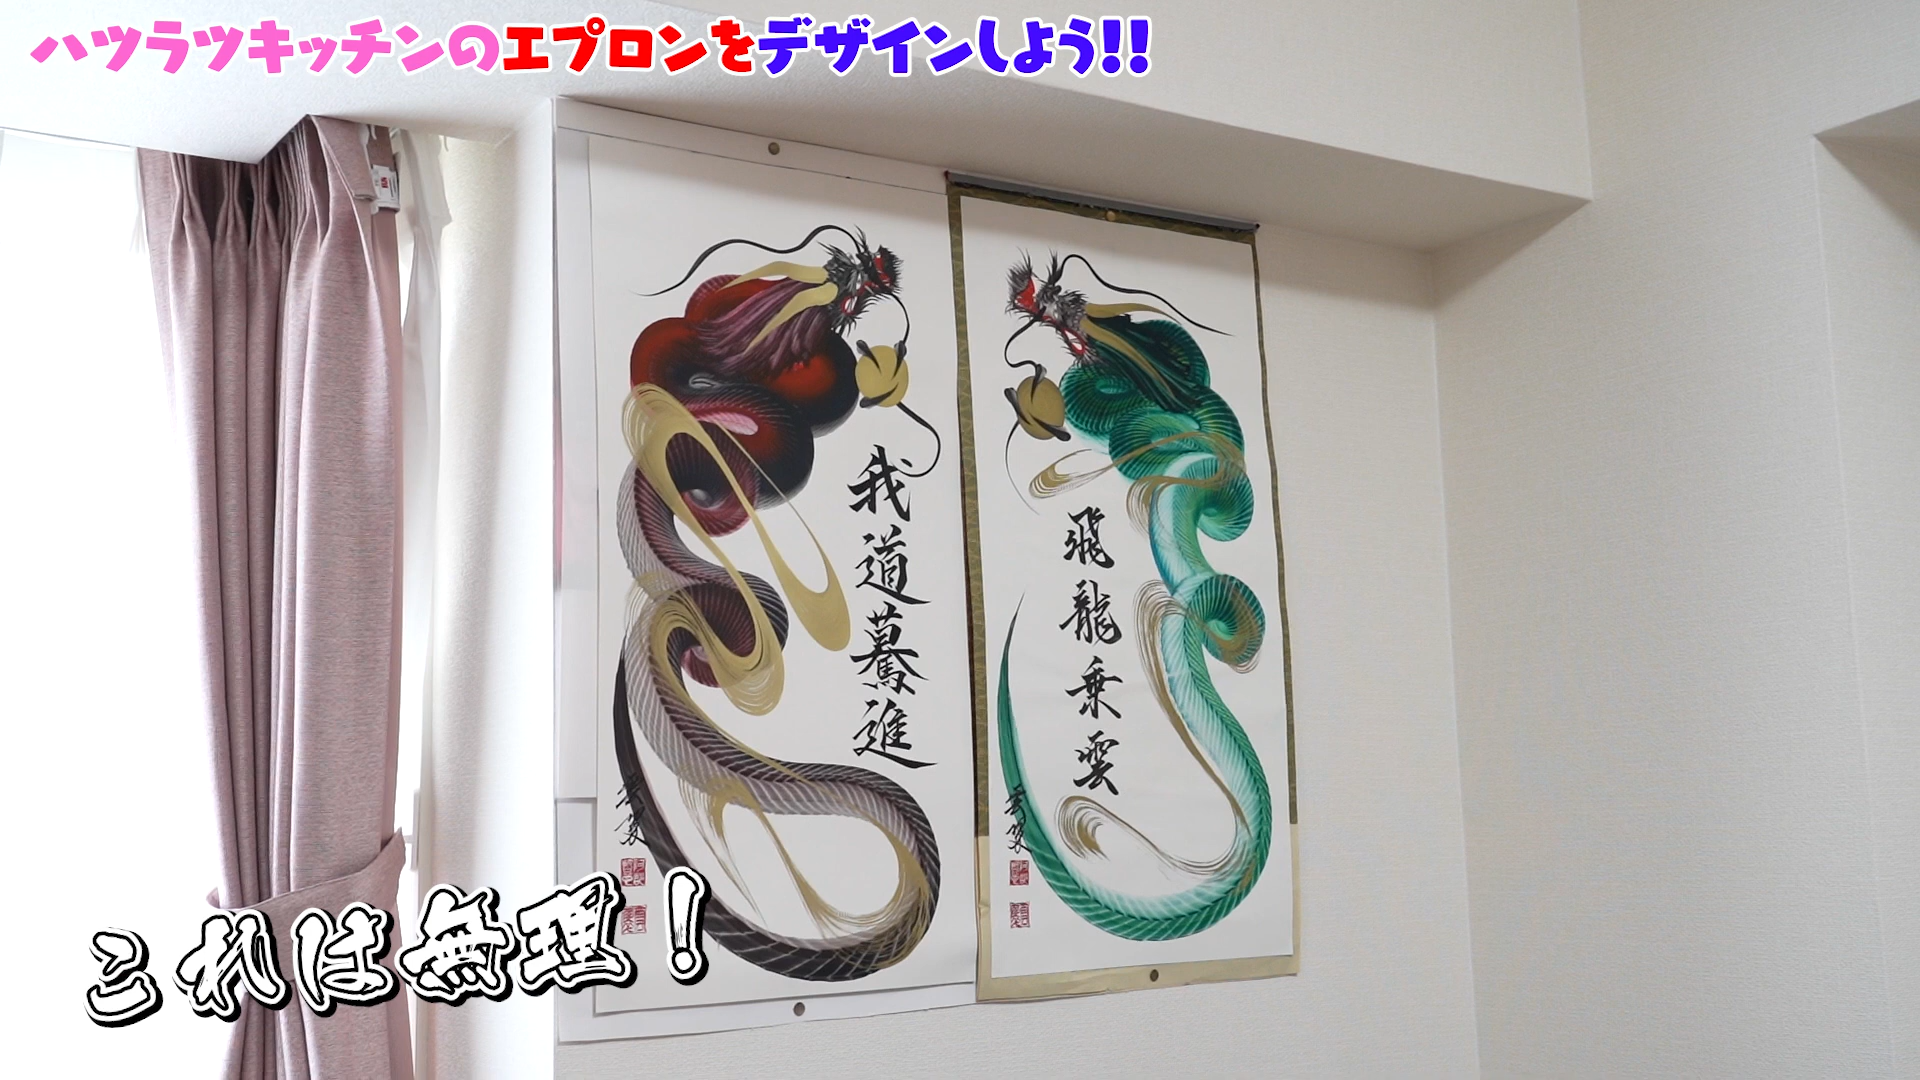 ハツラツキッチンのエプロンをデザインしよう!!
我道驀進
飛龍乗雲
これは無理!